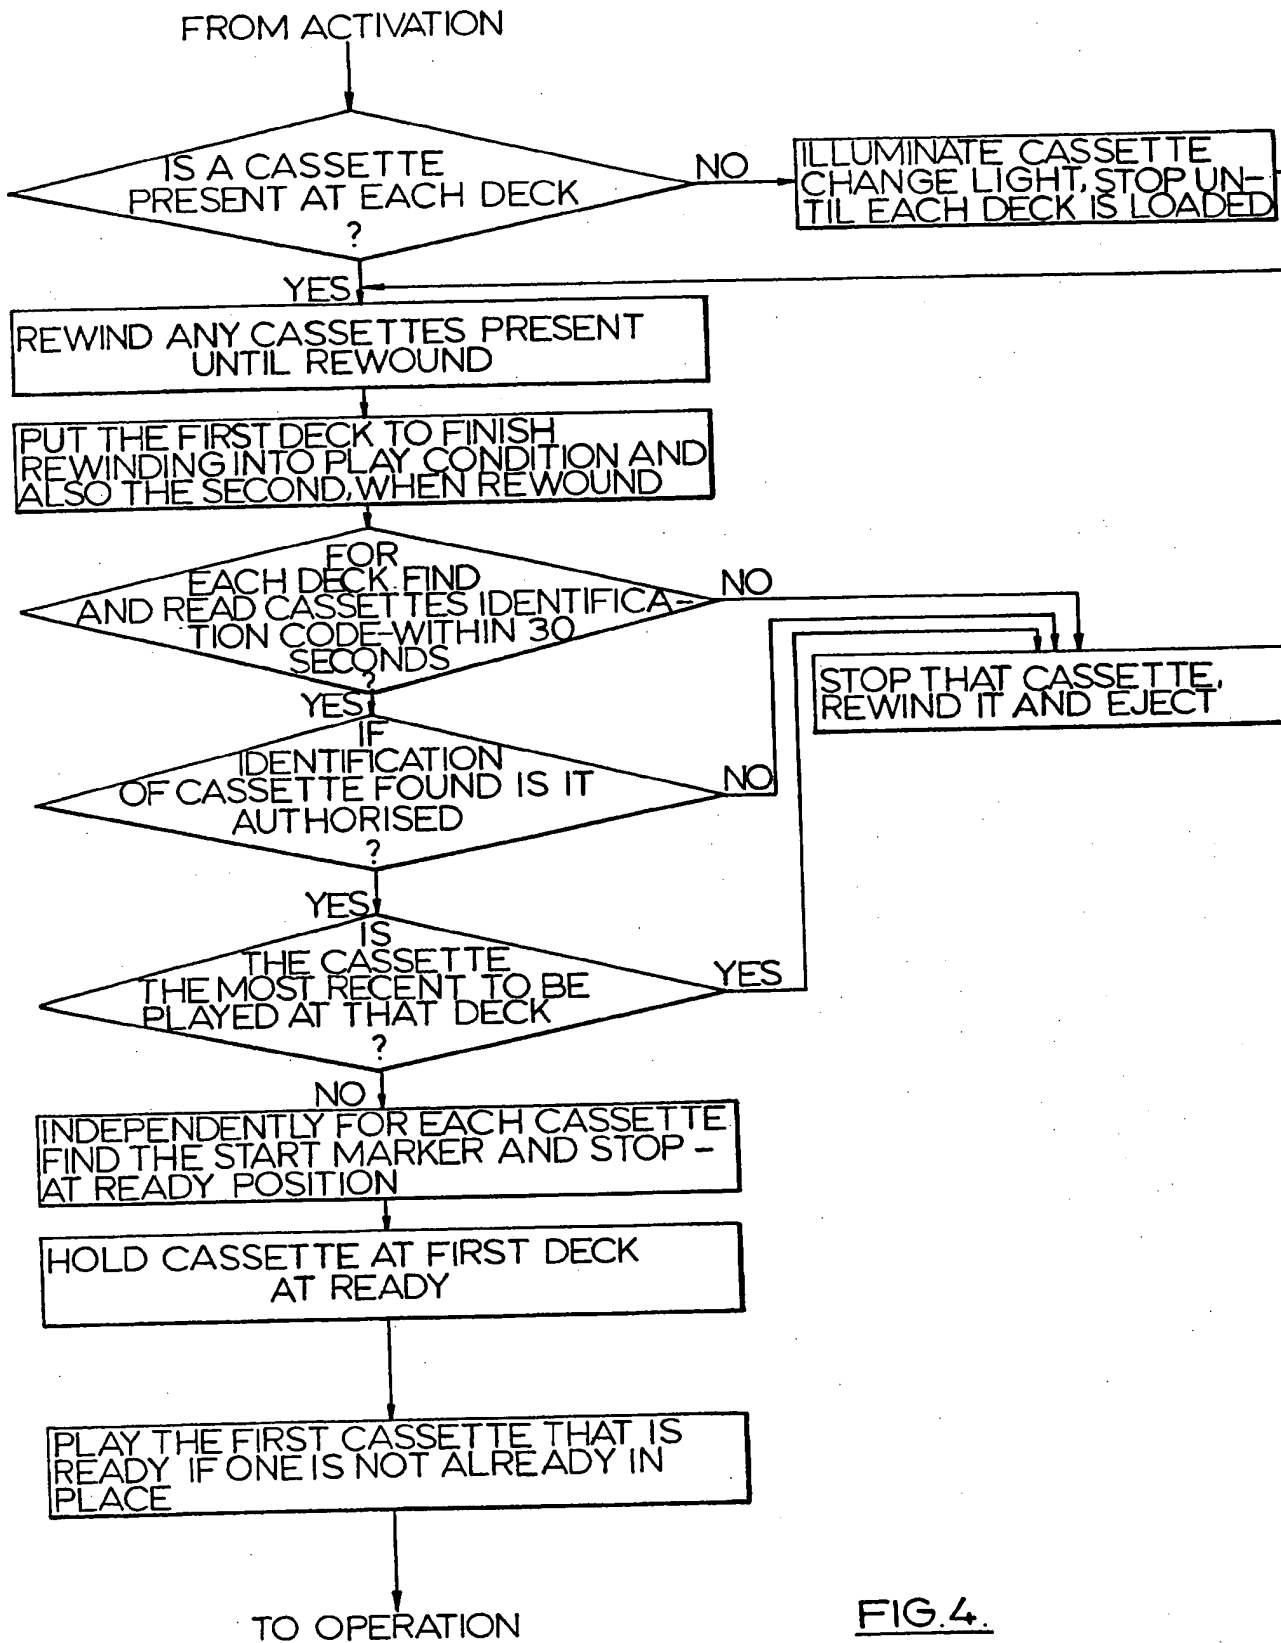 FROM ACTIVATION
IS A CASSETTE
PRESENT AT EACH DECK
?
NO
ILLUMINATE CASSETTE
CHANGE LIGHT, STOP UN-
TIL EACH DECK IS LOADED
YES
REWIND ANY CASSETTES PRESENT
UNTIL REWOUND
PUT THE FIRST DECK TO FINISH
REWINDING INTO PLAY CONDITION AND
ALSO THE SECOND, WHEN REWOUND
FOR
EACH DECK FIND
AND READ CASSETTES IDENTIFICA-
TION CODE-WITHIN 30
SECONDS
?
NO
STOP THAT CASSETTE,
REWIND IT AND EJECT
YES
IF
IDENTIFICATION
OF CASSETTE FOUND IS IT
AUTHORISED
?
NO
YES
IS
THE CASSETTE
THE MOST RECENT TO BE
PLAYED AT THAT DECK
?
YES
NO
INDEPENDENTLY FOR EACH CASSETTE
FIND THE START MARKER AND STOP -
AT READY POSITION
HOLD CASSETTE AT FIRST DECK
AT READY
PLAY THE FIRST CASSETTE THAT IS
READY IF ONE IS NOT ALREADY IN
PLACE
TO OPERATION
FIG.4.